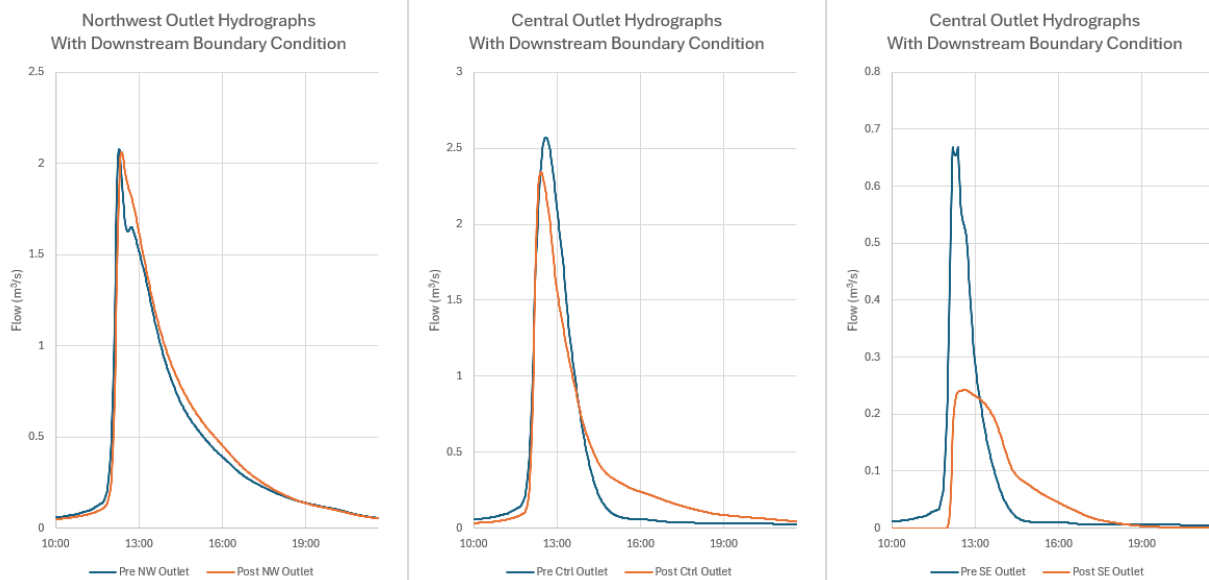 Northwest Outlet Hydrographs
With Downstream Boundary Condition
2.5
2
1.5
1
0.5
0
Flow (m³/s)
10:00 13:00 16:00 19:00
Pre NW Outlet Post NW Outlet
Central Outlet Hydrographs
With Downstream Boundary Condition
3
2.5
2
1.5
1
0.5
0
Flow (m³/s)
10:00 13:00 16:00 19:00
Pre Ctrl Outlet Post Ctrl Outlet
Central Outlet Hydrographs
With Downstream Boundary Condition
0.8
0.7
0.6
0.5
0.4
0.3
0.2
0.1
0
Flow (m³/s)
10:00 13:00 16:00 19:00
Pre SE Outlet Post SE Outlet